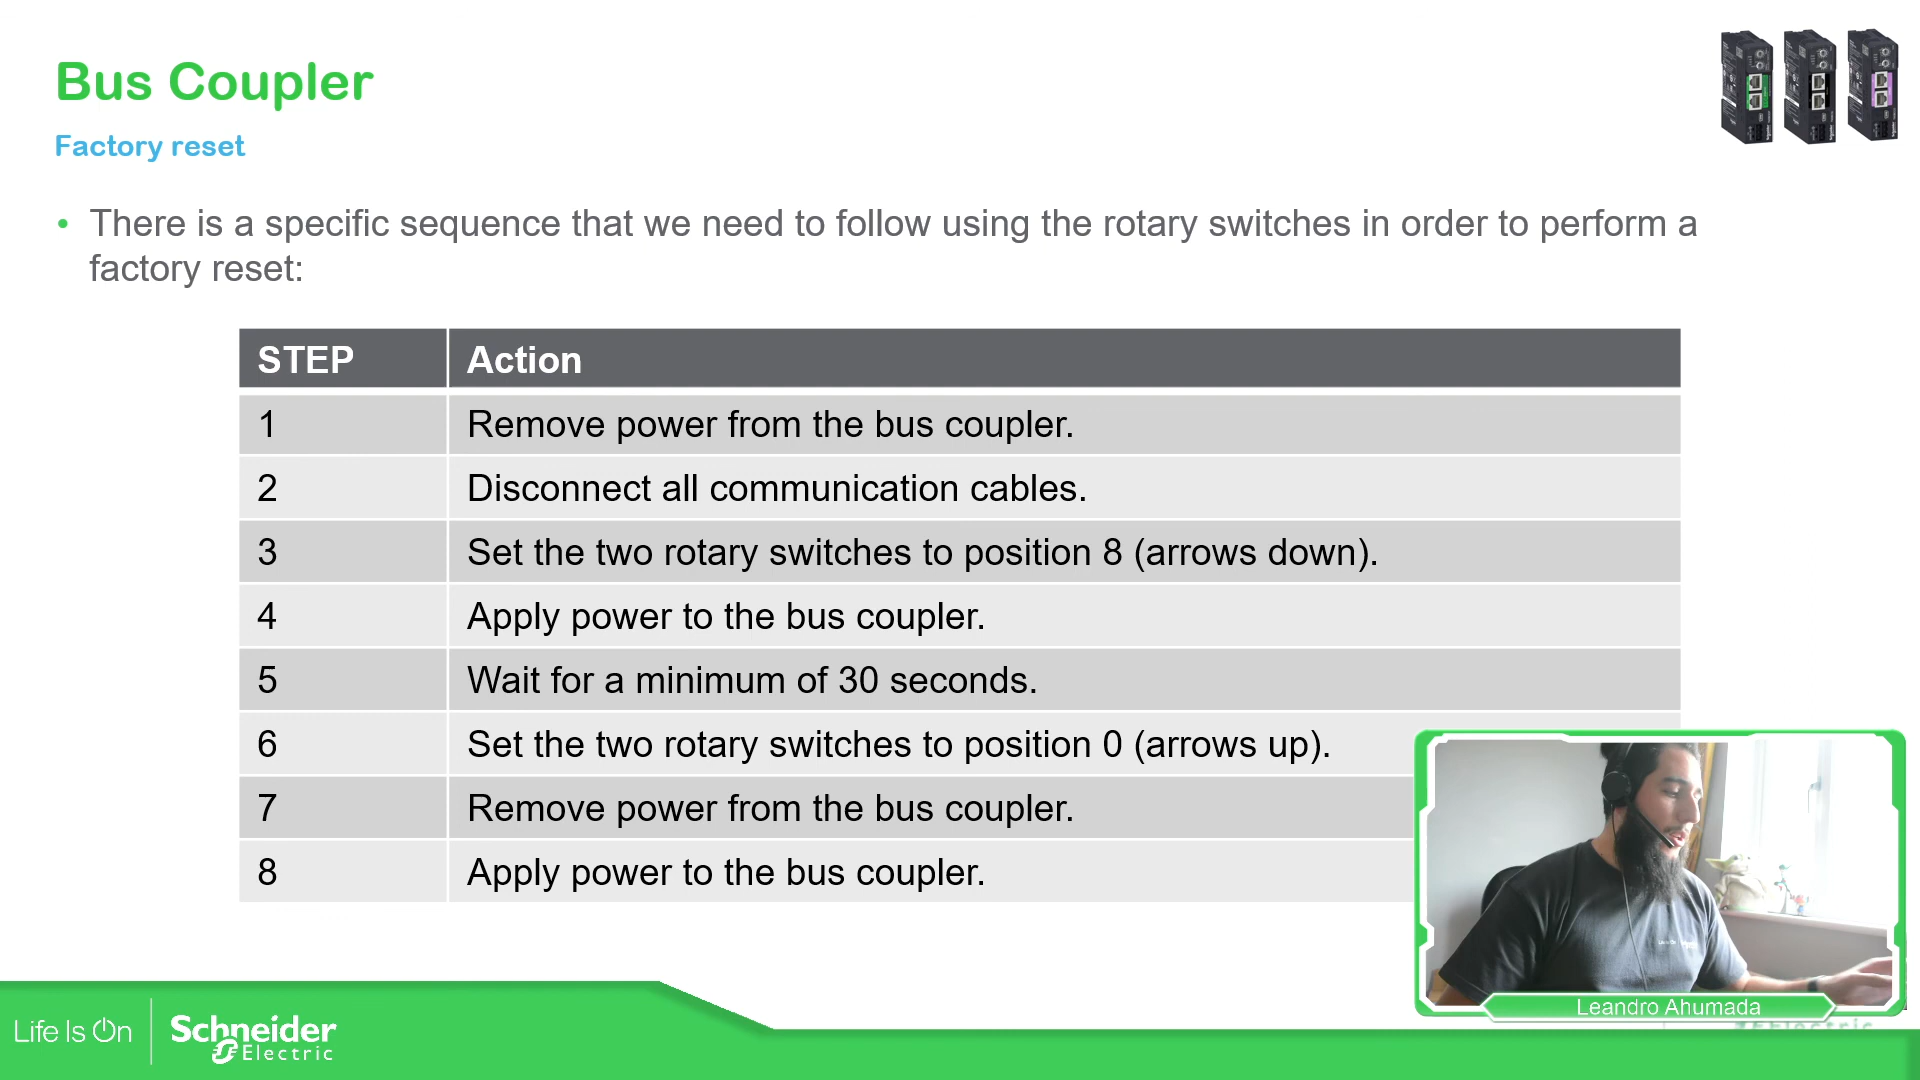 Bus Coupler
Factory reset
• There is a specific sequence that we need to follow using the rotary switches in order to perform a
factory reset:
STEP Action
1 Remove power from the bus coupler.
2 Disconnect all communication cables.
3 Set the two rotary switches to position 8 (arrows down).
4 Apply power to the bus coupler.
5 Wait for a minimum of 30 seconds.
6 Set the two rotary switches to position 0 (arrows up).
7 Remove power from the bus coupler.
8 Apply power to the bus coupler.
Leandro Ahumada
Life Is On
Schneider
Electric